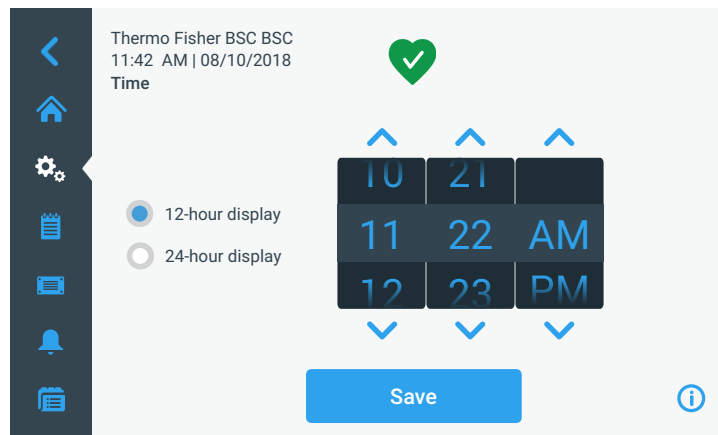 Thermo Fisher BSC BSC
11:42 AM | 08/10/2018
Time
10 21
12-hour display
11 22 AM
24-hour display
12 23 PM
Save